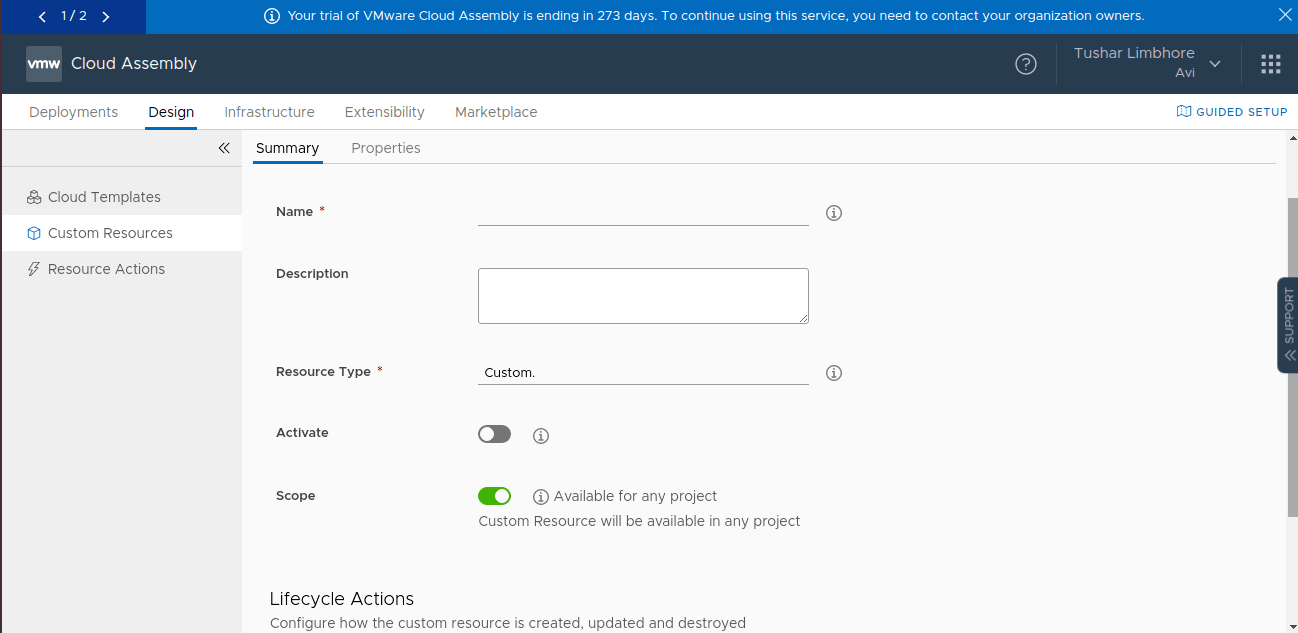 1 / 2
Your trial of VMware Cloud Assembly is ending in 273 days. To continue using this service, you need to contact your organization owners.
vmw Cloud Assembly
Tushar Limbhore
Avi
Deployments Design Infrastructure Extensibility Marketplace GUIDED SETUP
Summary Properties
Cloud Templates
Custom Resources
Resource Actions
Name *
Description
Resource Type * Custom.
Activate
Scope Available for any project
Custom Resource will be available in any project
SUPPORT
Lifecycle Actions
Configure how the custom resource is created, updated and destroyed